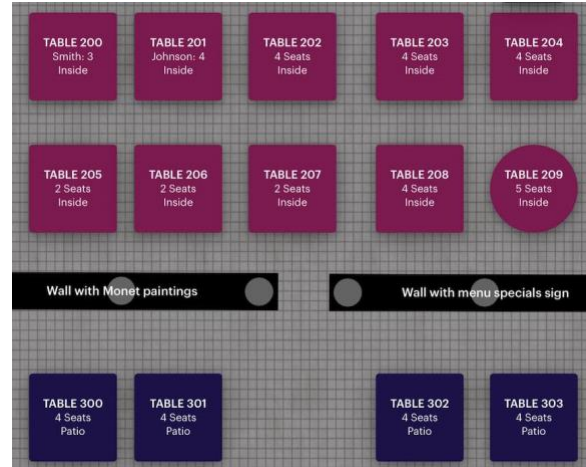 TABLE 200
Smith: 3
Inside
TABLE 201
Johnson: 4
Inside
TABLE 202
4 Seats
Inside
TABLE 203
4 Seats
Inside
TABLE 204
4 Seats
Inside
TABLE 205
2 Seats
Inside
TABLE 206
2 Seats
Inside
TABLE 207
2 Seats
Inside
TABLE 208
4 Seats
Inside
TABLE 209
5 Seats
Inside
Wall with Monet paintings
Wall with menu specials sign
TABLE 300
4 Seats
Patio
TABLE 301
4 Seats
Patio
TABLE 302
4 Seats
Patio
TABLE 303
4 Seats
Patio